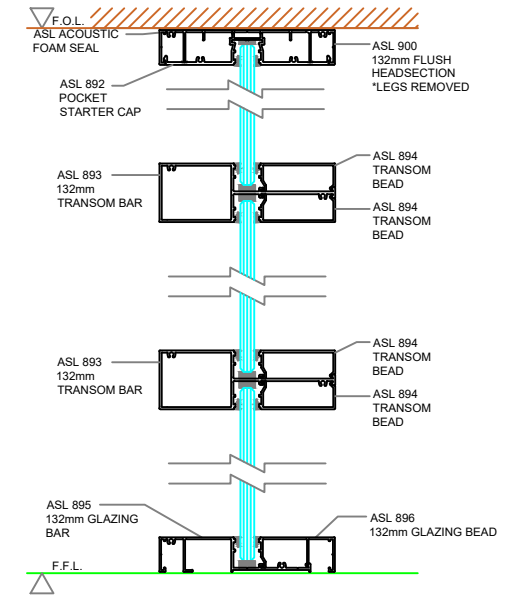 F.O.L.
ASL ACOUSTIC
FOAM SEAL
ASL 900
132mm FLUSH
HEADSECTION
*LEGS REMOVED
ASL 892
POCKET
STARTER CAP
ASL 893
132mm
TRANSOM BAR
ASL 894
TRANSOM
BEAD
ASL 894
TRANSOM
BEAD
ASL 893
132mm
TRANSOM BAR
ASL 894
TRANSOM
BEAD
ASL 894
TRANSOM
BEAD
ASL 895
132mm GLAZING
BAR
ASL 896
132mm GLAZING BEAD
F.F.L.